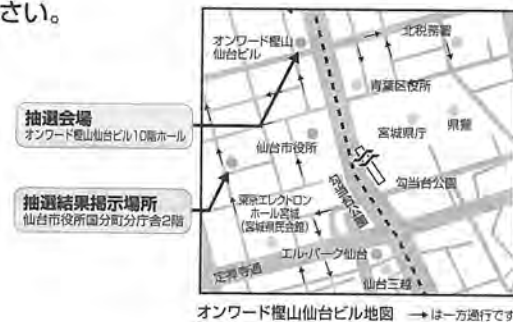 さい。
オンワード樫山
仙台ビル
北税務署
青葉区役所
抽選会場
オンワード樫山仙台ビル10階ホール
宮城県庁
県警
仙台市役所
勾当台公園
抽選結果掲示場所
仙台市役所国分町分庁舎2階
東京エレクトロン
ホール宮城
(宮城県民会館)
勾当台公園
エル・パーク仙台
定禅寺通
仙台三越
オンワード樫山仙台ビル地図 →は一方通行です